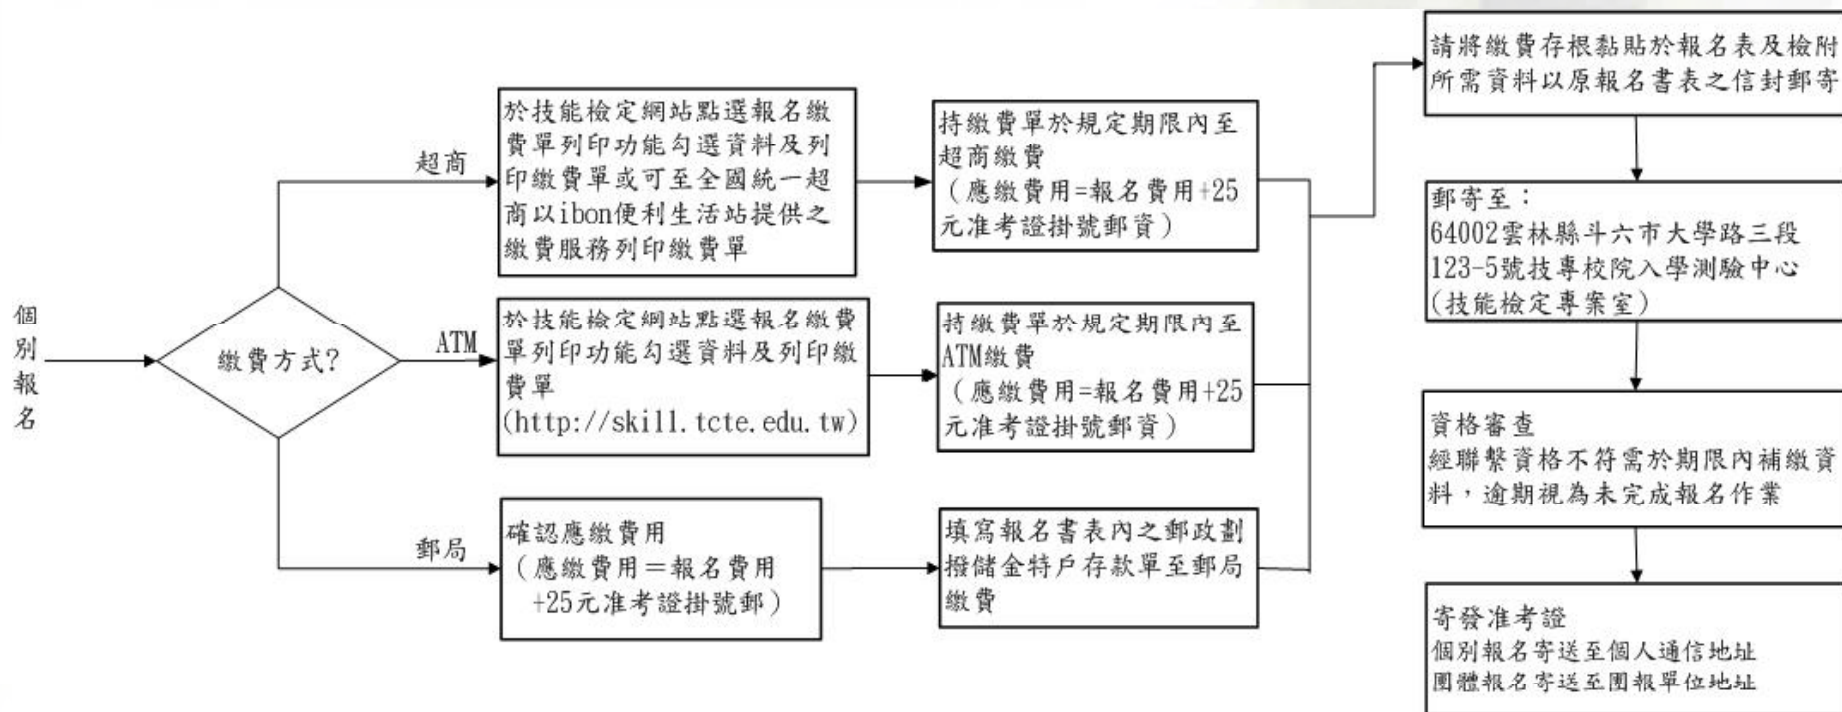 個
別
報
名
繳費方式?
超商
於技能檢定網站點選報名繳
費單列印功能勾選資料及列
印繳費單或可至全國統一超
商以ibon便利生活站提供之
繳費服務列印繳費單
持繳費單於規定期限內至
超商繳費
（應繳費用=報名費用+25
元准考證掛號郵資）
ATM
於技能檢定網站點選報名繳費
單列印功能勾選資料及列印繳
費單
(http://skill.tcte.edu.tw)
持繳費單於規定期限內至
ATM繳費
（應繳費用=報名費用+25
元准考證掛號郵資）
郵局
確認應繳費用
（應繳費用＝報名費用
+25元准考證掛號郵）
填寫報名書表內之郵政劃
撥儲金特戶存款單至郵局
繳費
請將繳費存根黏貼於報名表及檢附
所需資料以原報名書表之信封郵寄
郵寄至：
64002雲林縣斗六市大學路三段
123-5號技專校院入學測驗中心
(技能檢定專案室)
資格審查
經聯繫資格不符需於期限內補繳資
料，逾期視為未完成報名作業
寄發准考證
個別報名寄送至個人通信地址
團體報名寄送至團報單位地址